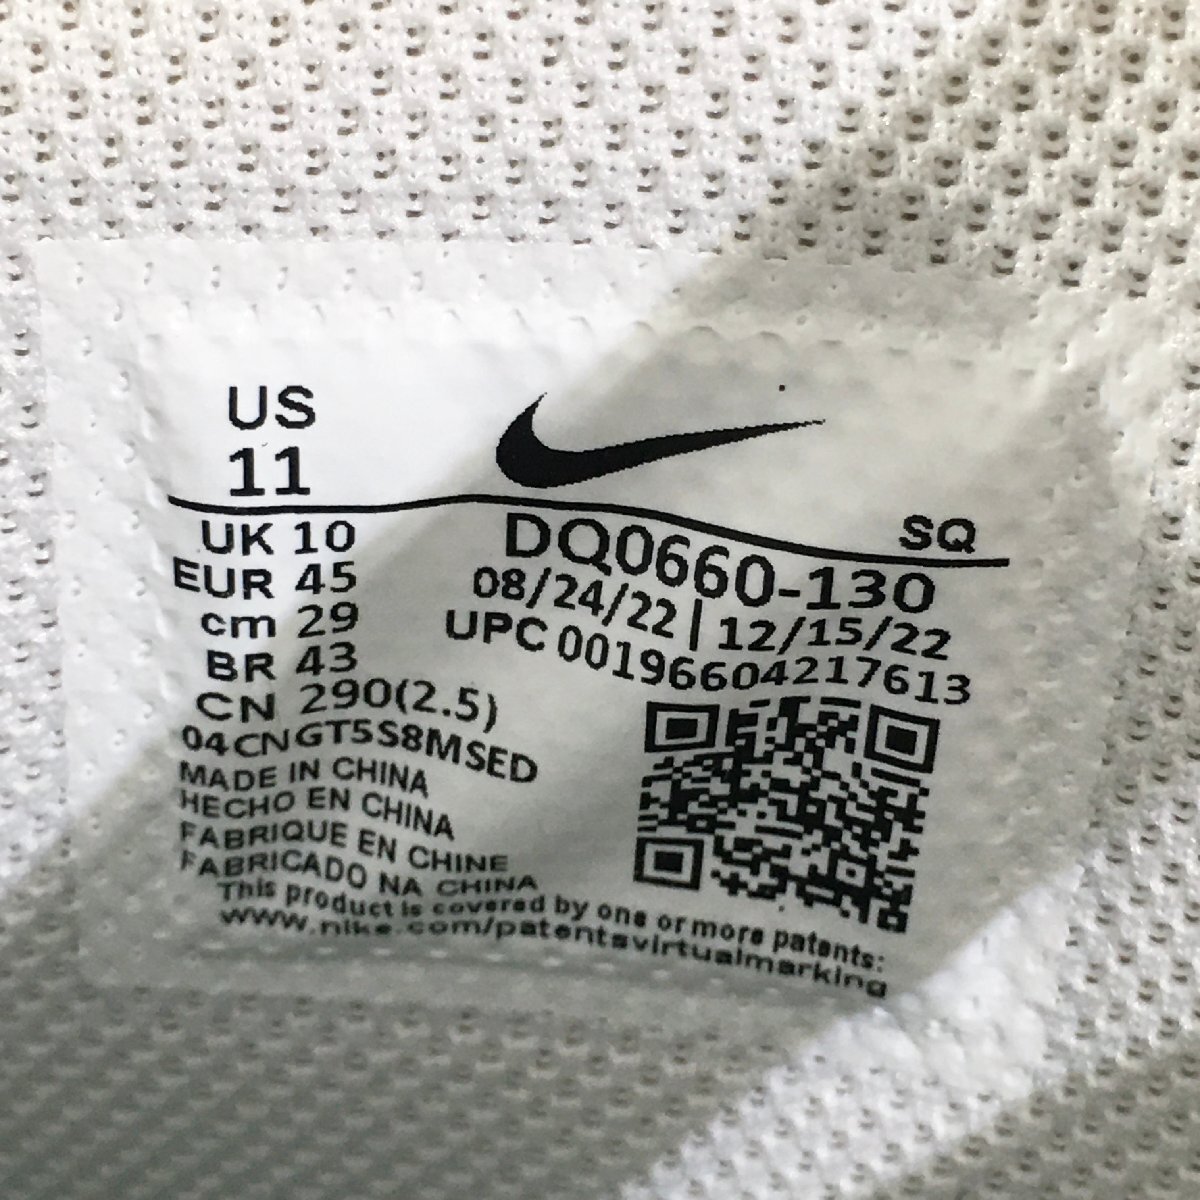 US
11
SQ
UK 10
EUR 45
cm 29
BR 43
CN 290(2.5)
DQ0660-130
08/24/22 | 12/15/22
UPC 00196604217613
04CNGT5S8MSED
MADE IN CHINA
HECHO EN CHINA
FABRIQUE EN CHINE
FABRICADO NA CHINA
This product is covered by one or more patents:
www.nike.com/patentsvirtualmarking